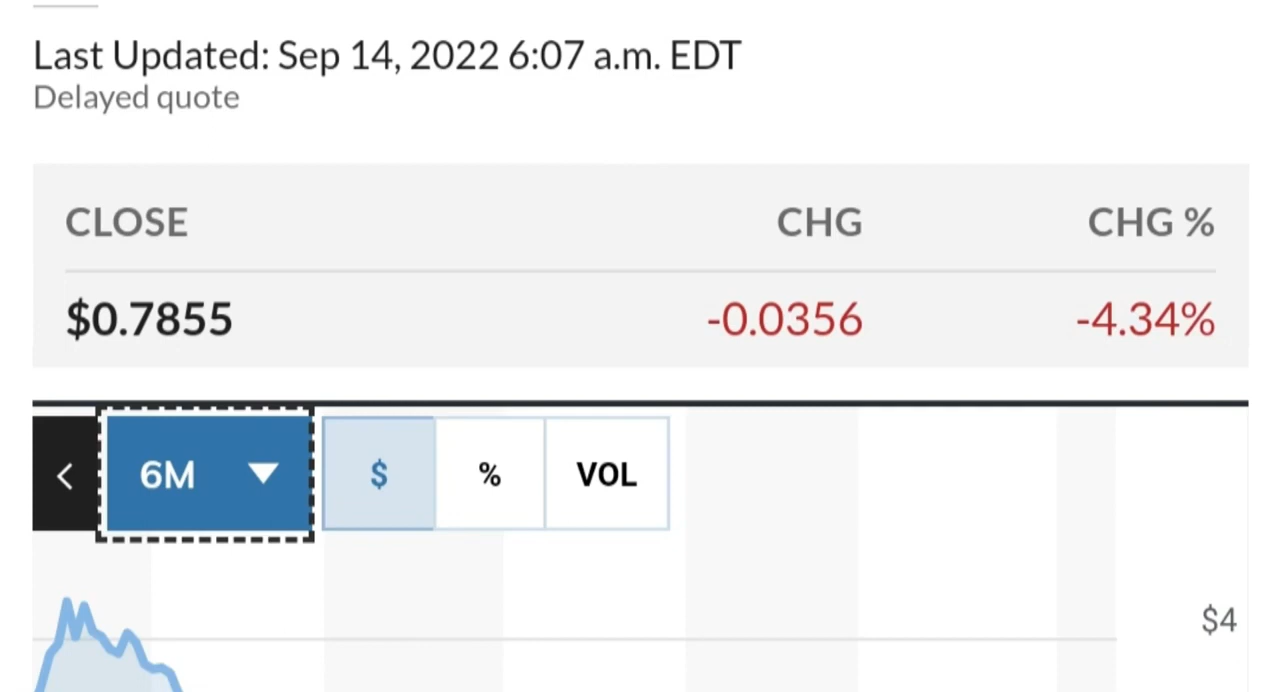 Last Updated: Sep 14, 2022 6:07 a.m. EDT
Delayed quote
CLOSE CHG CHG %
$0.7855 -0.0356 -4.34%
6M $ % VOL
$4